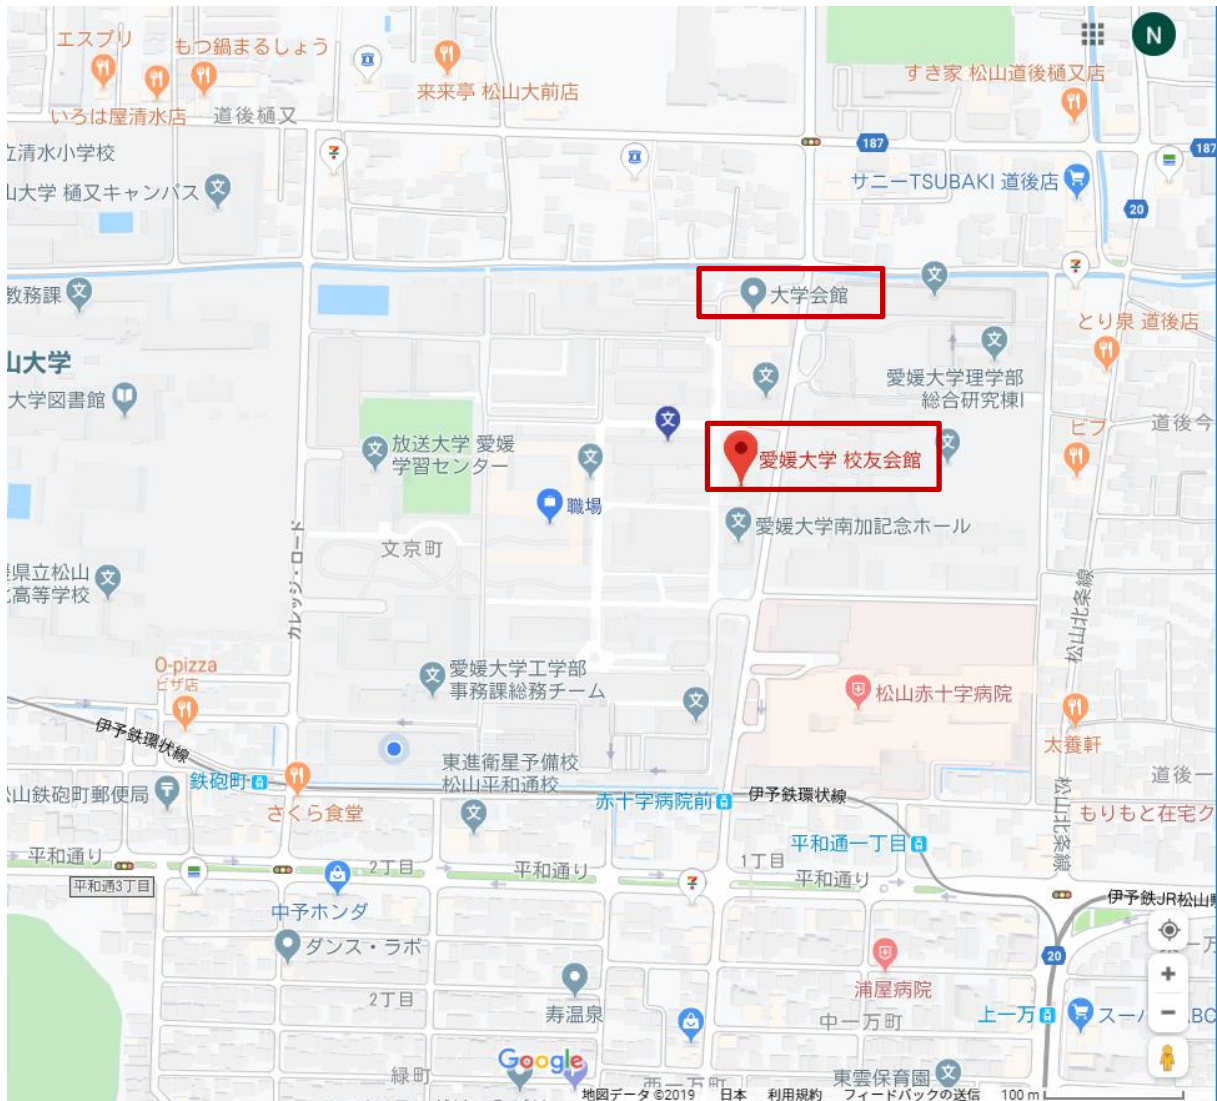 エスプリ
もつ鍋まるしょう
いろは屋清水店
道後樋又
来来亭 松山大前店
すき家 松山道後樋又店
N
立清水小学校
山大学 樋又キャンパス
187
187
サニーTSUBAKI 道後店
20
教務課
大学会館
とり泉 道後店
山大学
大学図書館
愛媛大学理学部
総合研究棟I
道後今
放送大学 愛媛
学習センター
愛媛大学 校友会館
ビブ
職場
愛媛大学南加記念ホール
文京町
カレッジ・ロード
県立松山
高等学校
松山北条線
O-pizza
ピザ店
愛媛大学工学部
事務課総務チーム
松山赤十字病院
伊予鉄環状線
太養軒
東進衛星予備校
松山平和通校
鉄砲町
山鉄砲町郵便局
さくら食堂
赤十字病院前
伊予鉄環状線
道後一
松山北条線
もりもと在宅ク
平和通一丁目
平和通り
2丁目
平和通り
1丁目
平和通り
平和通3丁目
中予ホンダ
伊予鉄JR松山
ダンス・ラボ
20
2丁目
寿温泉
浦屋病院
中一万町
上一万
スー
BC
緑町
Google
西一万町
東雲保育園
地図データ ©2019 日本 利用規約 フィードバックの送信 100 m